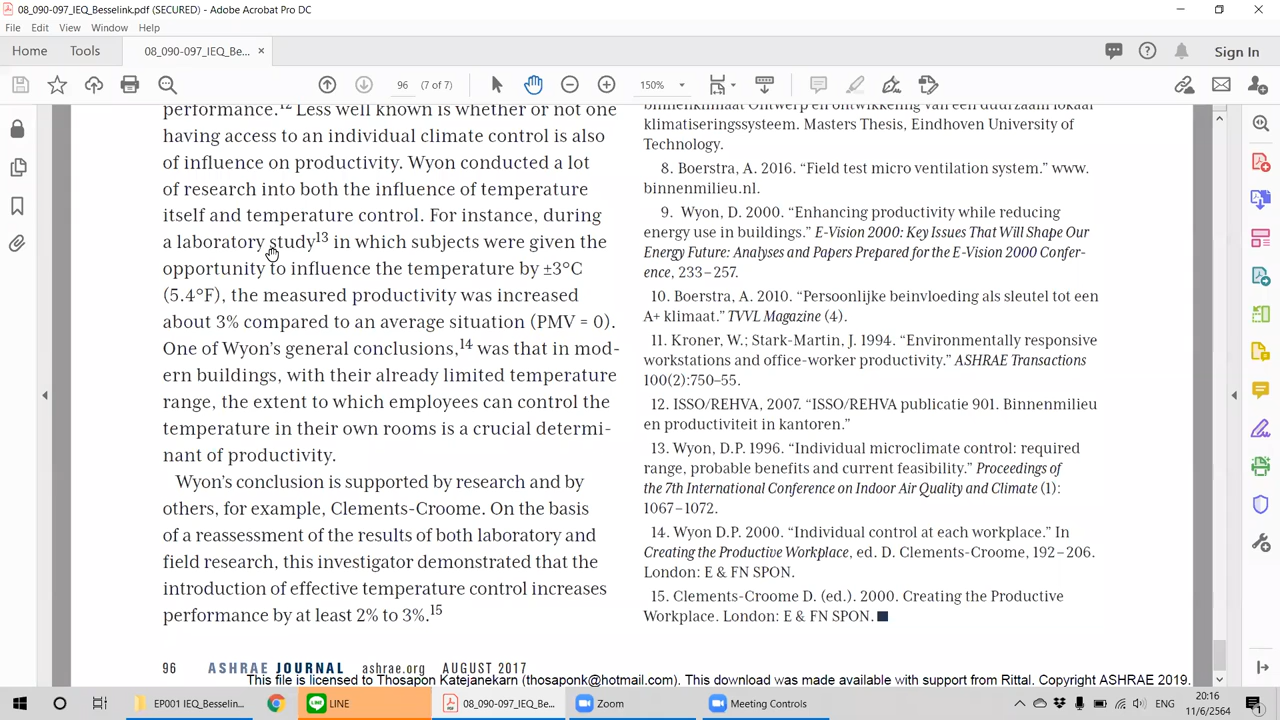 08_090-097_IEQ_Besselink.pdf (SECURED) - Adobe Acrobat Pro DC
File Edit View Window Help
Home Tools 08_090-097_IEQ_Be... × Sign In
96 (7 of 7) 150%
performance.12 Less well known is whether or not one
having access to an individual climate control is also
of influence on productivity. Wyon conducted a lot
of research into both the influence of temperature
itself and temperature control. For instance, during
a laboratory study13 in which subjects were given the
opportunity to influence the temperature by ±3°C
(5.4°F), the measured productivity was increased
about 3% compared to an average situation (PMV = 0).
One of Wyon's general conclusions,14 was that in mod-
ern buildings, with their already limited temperature
range, the extent to which employees can control the
temperature in their own rooms is a crucial determi-
nant of productivity.
Wyon's conclusion is supported by research and by
others, for example, Clements-Croome. On the basis
of a reassessment of the results of both laboratory and
field research, this investigator demonstrated that the
introduction of effective temperature control increases
performance by at least 2% to 3%.15
binnenklimaat Ontwerp en ontwikkeling van een duurzaam lokaal
klimatiseringssysteem. Masters Thesis, Eindhoven University of
Technology.
8. Boerstra, A. 2016. “Field test micro ventilation system.” www.
binnenmilieu.nl.
9. Wyon, D. 2000. “Enhancing productivity while reducing
energy use in buildings.” E-Vision 2000: Key Issues That Will Shape Our
Energy Future: Analyses and Papers Prepared for the E-Vision 2000 Confer-
ence, 233–257.
10. Boerstra, A. 2010. “Persoonlijke beinvloeding als sleutel tot een
A+ klimaat.” TVVL Magazine (4).
11. Kroner, W.; Stark-Martin, J. 1994. “Environmentally responsive
workstations and office-worker productivity.” ASHRAE Transactions
100(2):750–55.
12. ISSO/REHVA, 2007. “ISSO/REHVA publicatie 901. Binnenmilieu
en productiviteit in kantoren.”
13. Wyon, D.P. 1996. “Individual microclimate control: required
range, probable benefits and current feasibility.” Proceedings of
the 7th International Conference on Indoor Air Quality and Climate (1):
1067–1072.
14. Wyon D.P. 2000. “Individual control at each workplace.” In
Creating the Productive Workplace, ed. D. Clements-Croome, 192–206.
London: E & FN SPON.
15. Clements-Croome D. (ed.). 2000. Creating the Productive
Workplace. London: E & FN SPON.
96 ASHRAE JOURNAL ashrae.org AUGUST 2017
This file is licensed to Thosapon Katejanekarn (thosaponk@hotmail.com). This download was made available with support from Rittal. Copyright ASHRAE 2019.
EP001 IEQ_Besselin... LINE 08_090-097_IEQ_Bes... Zoom Meeting Controls ENG 20:16
11/6/2564